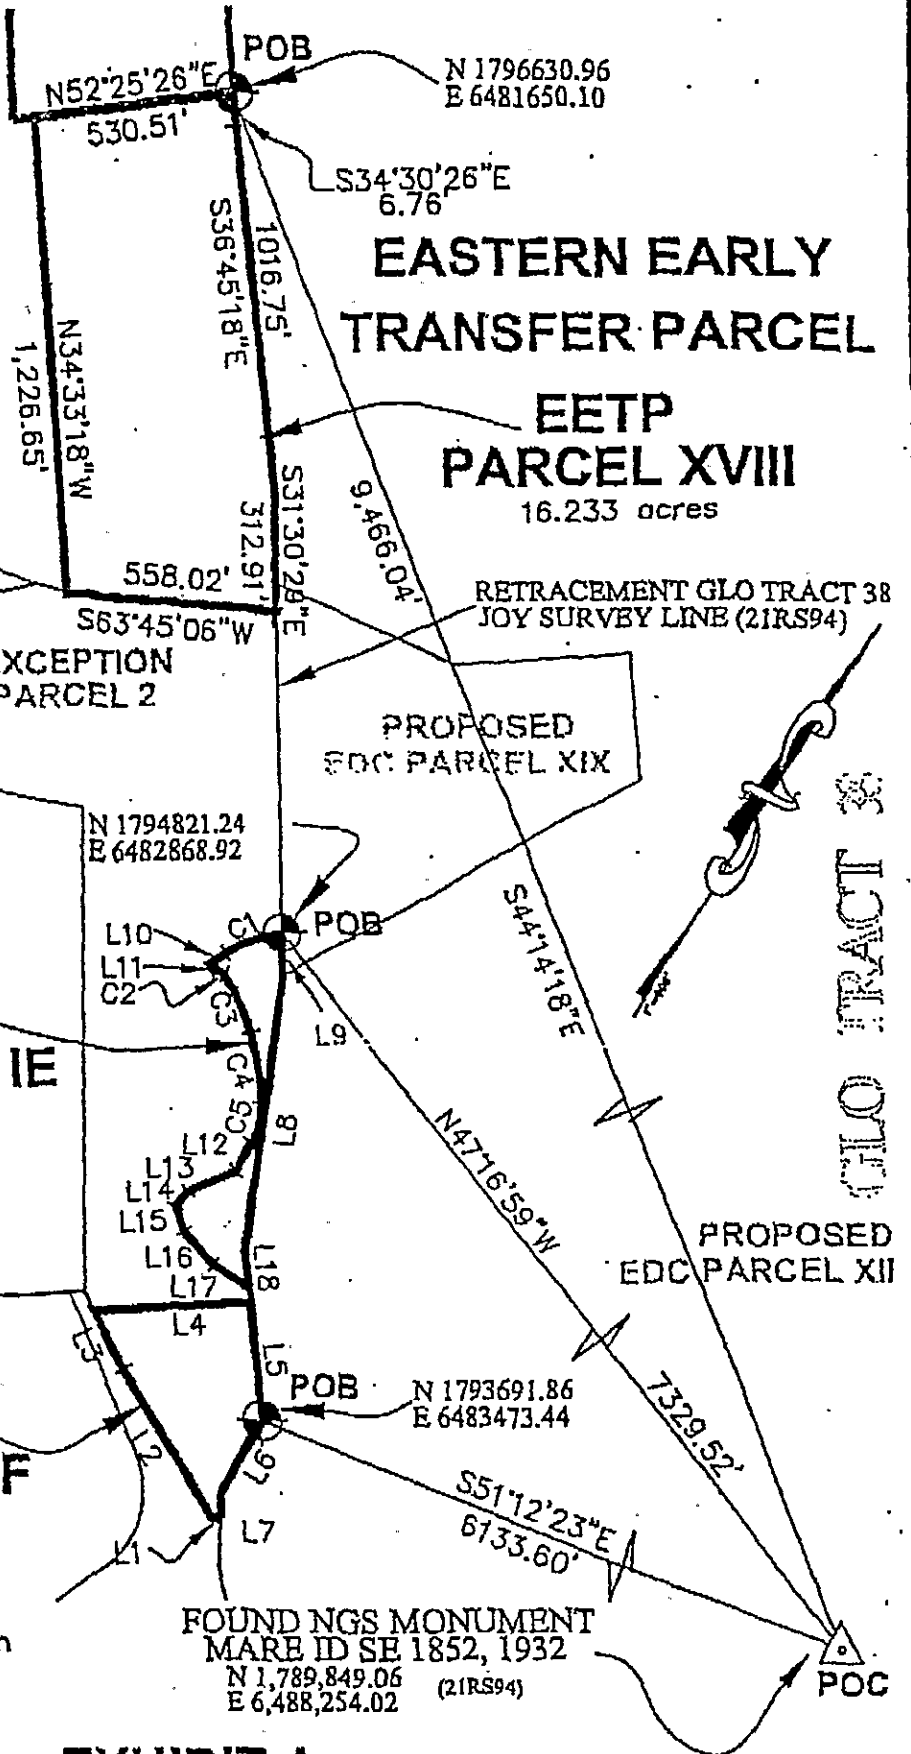 POB
N 1796630.96
E 6481650.10
N52°25'26"E
530.51'
S34°30'26"E
6.76'
S36°45'18"E
1016.75'
EASTERN EARLY
TRANSFER PARCEL
EETP
PARCEL XVIII
16.233 acres
N34°33'18"W
1,226.65'
S31°30'29"E
312.91'
9,466.04'
558.02'
S63°45'06"W
RETRACEMENT GLO TRACT 38
JOY SURVEY LINE (21RS94)
XCEPTION
PARCEL 2
PROPOSED
EDC PARCEL XIX
N 1794821.24
E 6482868.92
GLO TRACT 38
POB
S44°14'18"E
L10
L11
C2
C3
L9
IE
C4
C5
L8
L12
L13
L14
L15
L16
L17
L18
N47°16'59"W
PROPOSED
EDC PARCEL XII
L4
L3
L5
POB
N 1793691.86
E 6483473.44
7329.52'
L2
F
L6
S51°12'23"E
6133.60'
L7
L1
FOUND NGS MONUMENT
MARE ID SE 1852, 1932
N 1,789,849.06
E 6,488,254.02
(21RS94)
POC